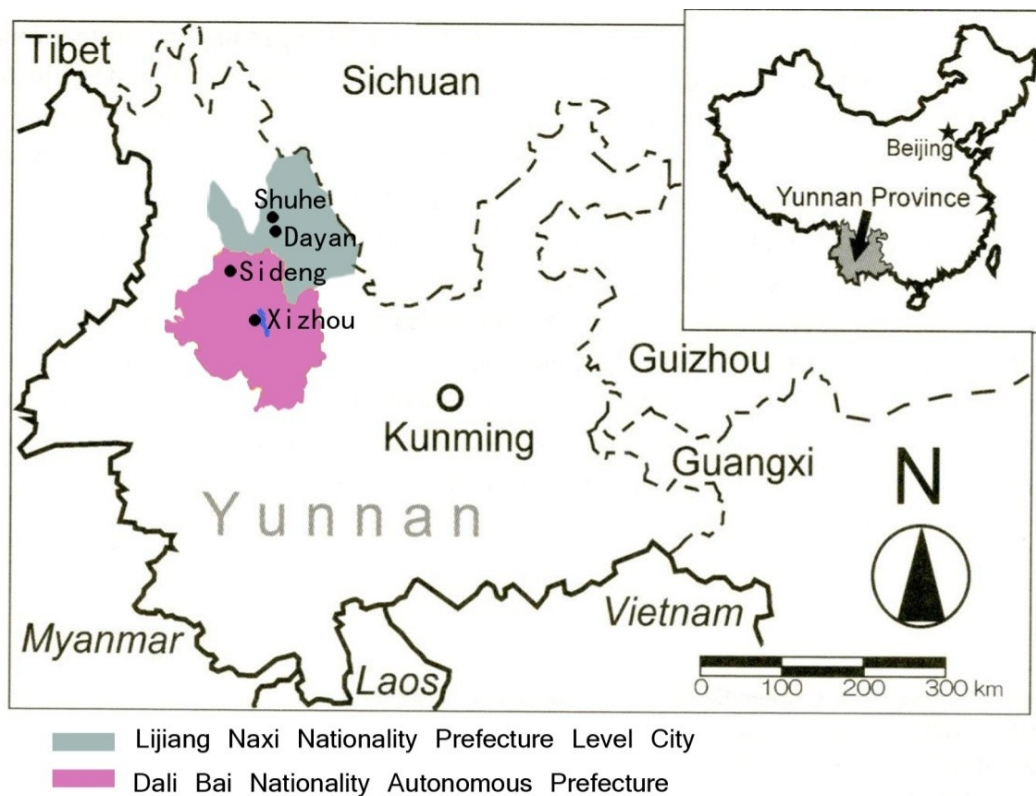 Tibet
Sichuan
Beijing
Yunnan Province
Shuhe
Dayan
Sideng
Xizhou
Guizhou
Kunming
Guangxi
N
Yunnan
Vietnam
Myanmar
Laos
0 100 200 300 km
Lijiang Naxi Nationality Prefecture Level City
Dali Bai Nationality Autonomous Prefecture